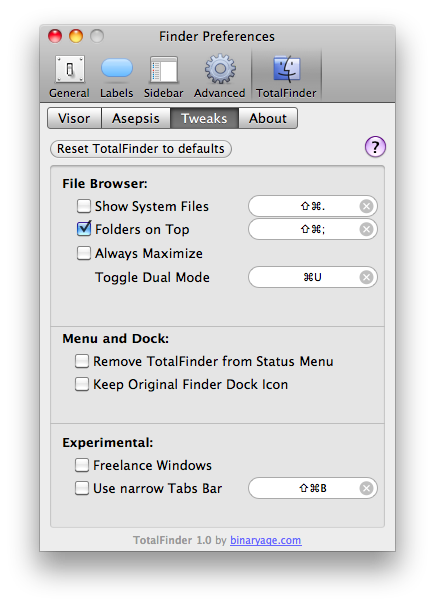 Finder Preferences
General Labels Sidebar Advanced TotalFinder
Visor Asepsis Tweaks About
Reset TotalFinder to defaults ?
File Browser:
Show System Files ⇧⌘.
Folders on Top ⇧⌘;
Always Maximize
Toggle Dual Mode ⌘U
Menu and Dock:
Remove TotalFinder from Status Menu
Keep Original Finder Dock Icon
Experimental:
Freelance Windows
Use narrow Tabs Bar ⇧⌘B
TotalFinder 1.0 by binaryage.com